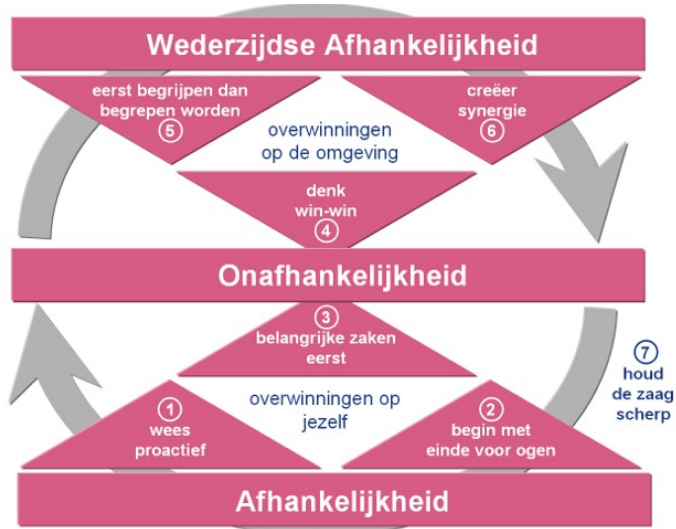 Wederzijdse Afhankelijkheid
eerst begrijpen dan
begrepen worden
5
creëer
synergie
6
overwinningen
op de omgeving
denk
win-win
4
Onafhankelijkheid
3
belangrijke zaken
eerst
7
houd
de zaag
scherp
1
wees
proactief
overwinningen op
jezelf
2
begin met
einde voor ogen
Afhankelijkheid